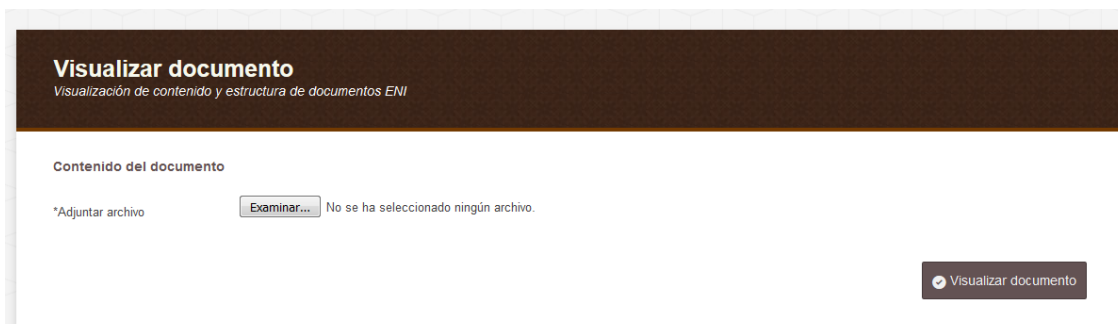 Visualizar documento
Visualización de contenido y estructura de documentos ENI
Contenido del documento
*Adjuntar archivo Examinar... No se ha seleccionado ningún archivo.
Visualizar documento